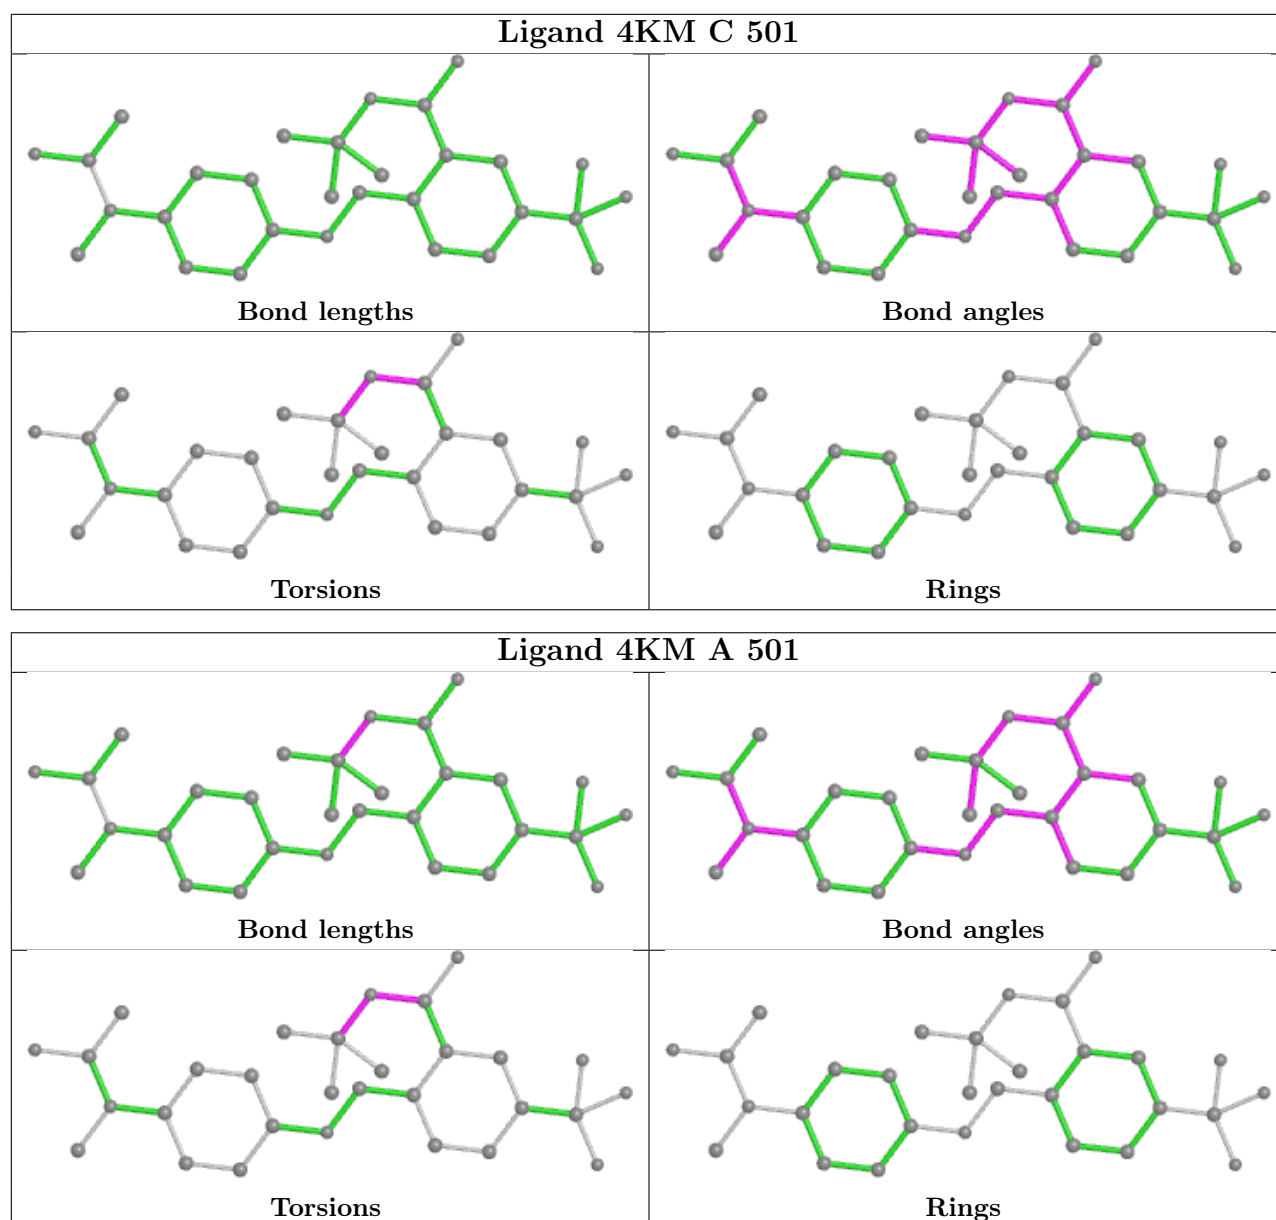 Ligand 4KM C 501
Bond lengths
Bond angles
Torsions
Rings
Ligand 4KM A 501
Bond lengths
Bond angles
Torsions
Rings